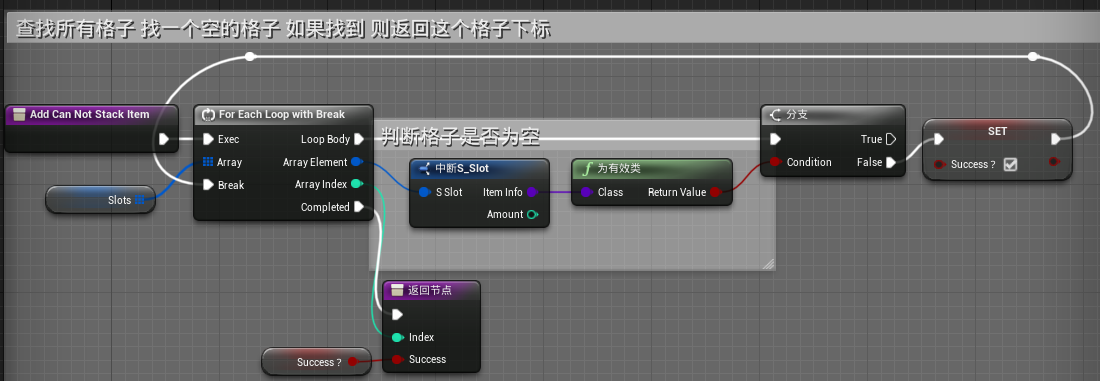 查找所有格子 找一个空的格子 如果找到 则返回这个格子下标
Add Can Not Stack Item
For Each Loop with Break
Exec
Loop Body
Array
Array Element
Break
Array Index
Completed
Slots
判断格子是否为空
中断S_Slot
S Slot
Item Info
Amount
为有效类
Class
Return Value
分支
True
Condition
False
SET
Success ?
返回节点
Index
Success
Success ?